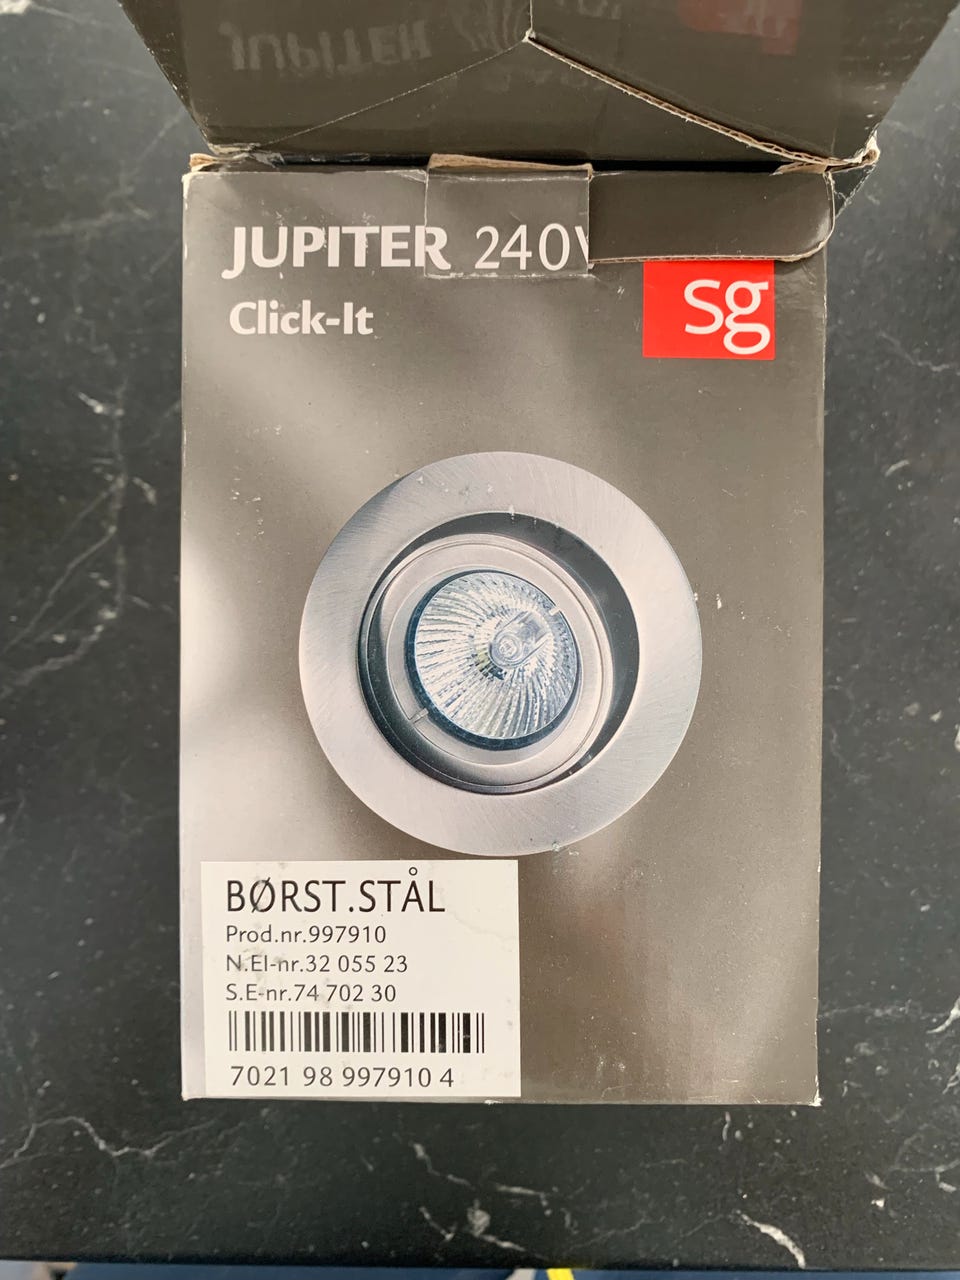 JUPITER
JUPITER 240V
sg
Click-It
BØRST.STÅL
Prod.nr.997910
N.El-nr.32 055 23
S.E-nr.74 702 30
7021 98 997910 4